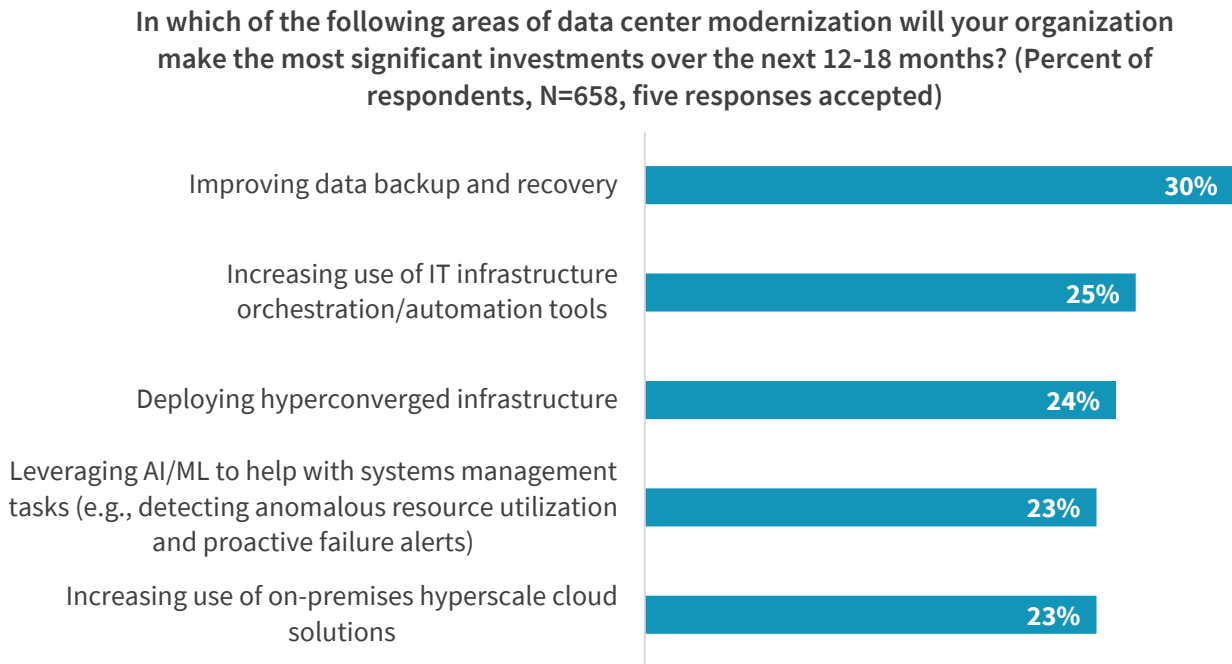 In which of the following areas of data center modernization will your organization
make the most significant investments over the next 12-18 months? (Percent of
respondents, N=658, five responses accepted)
Improving data backup and recovery
30%
Increasing use of IT infrastructure
orchestration/automation tools
25%
Deploying hyperconverged infrastructure
24%
Leveraging AI/ML to help with systems management
tasks (e.g., detecting anomalous resource utilization
and proactive failure alerts)
23%
Increasing use of on-premises hyperscale cloud
solutions
23%